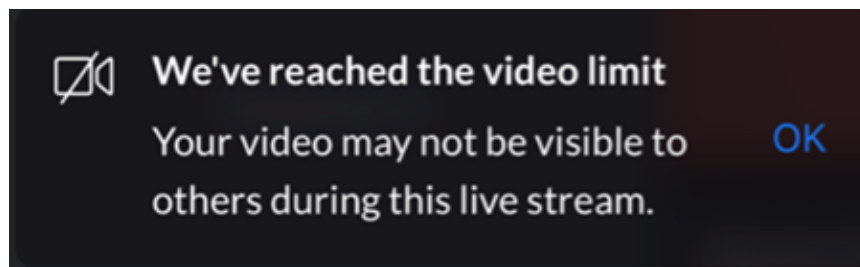 We've reached the video limit
Your video may not be visible to
OK
others during this live stream.